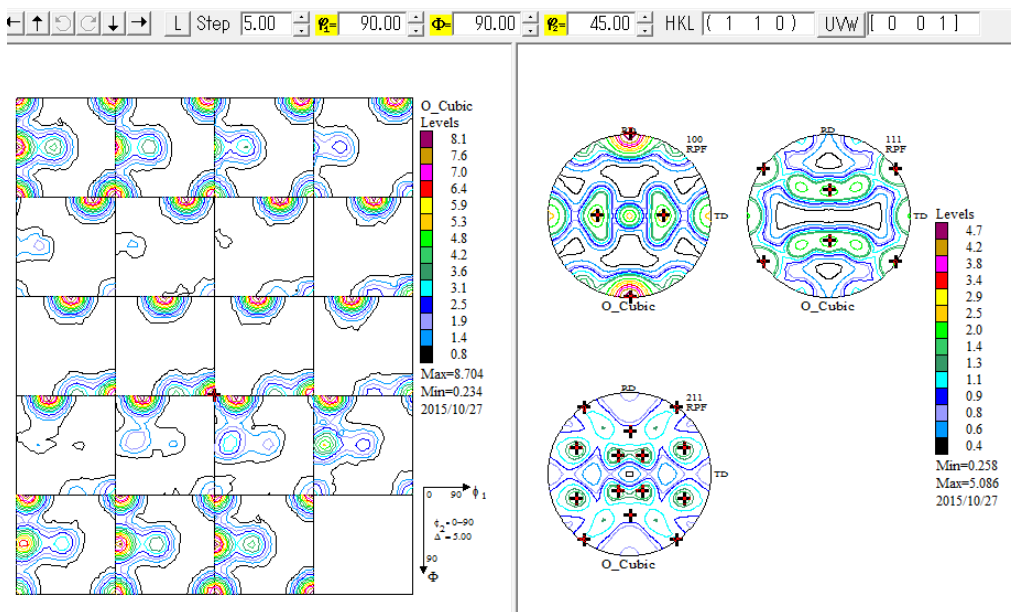 L Step 5.00 φ1= 90.00 Φ= 90.00 φ2= 45.00 HKL ( 1 1 0 ) UVW [ 0 0 1 ]
O_Cubic
Levels
8.1
7.6
7.0
6.4
5.9
5.3
4.8
4.2
3.6
3.1
2.5
1.9
1.4
0.8
Max=8.704
Min=0.234
2015/10/27
0 90 ϕ1
ϕ2= 0-90
Δ = 5.00
90
Φ
RD
100
RPF
TD
O_Cubic
RD
111
RPF
TD
O_Cubic
RD
211
RPF
TD
O_Cubic
Levels
4.7
4.2
3.8
3.4
2.9
2.5
2.0
1.4
1.3
1.1
0.9
0.8
0.6
0.4
Min=0.258
Max=5.086
2015/10/27